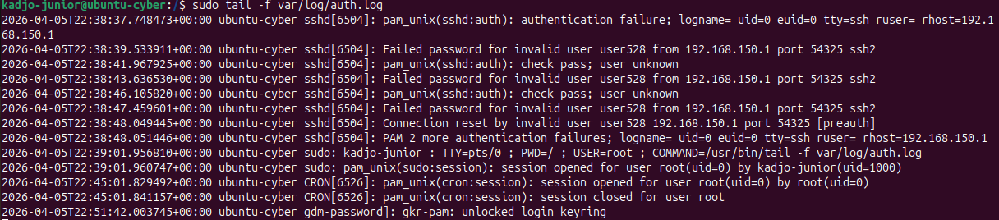 kadjo-junior@ubuntu-cyber:/$ sudo tail -f var/log/auth.log
2026-04-05T22:38:37.748473+00:00 ubuntu-cyber sshd[6504]: pam_unix(sshd:auth): authentication failure; logname= uid=0 euid=0 tty=ssh ruser= rhost=192.1
68.150.1
2026-04-05T22:38:39.533911+00:00 ubuntu-cyber sshd[6504]: Failed password for invalid user user528 from 192.168.150.1 port 54325 ssh2
2026-04-05T22:38:41.967925+00:00 ubuntu-cyber sshd[6504]: pam_unix(sshd:auth): check pass; user unknown
2026-04-05T22:38:43.636530+00:00 ubuntu-cyber sshd[6504]: Failed password for invalid user user528 from 192.168.150.1 port 54325 ssh2
2026-04-05T22:38:46.105820+00:00 ubuntu-cyber sshd[6504]: pam_unix(sshd:auth): check pass; user unknown
2026-04-05T22:38:47.459601+00:00 ubuntu-cyber sshd[6504]: Failed password for invalid user user528 from 192.168.150.1 port 54325 ssh2
2026-04-05T22:38:48.049445+00:00 ubuntu-cyber sshd[6504]: Connection reset by invalid user user528 192.168.150.1 port 54325 [preauth]
2026-04-05T22:38:48.051446+00:00 ubuntu-cyber sshd[6504]: PAM 2 more authentication failures; logname= uid=0 euid=0 tty=ssh ruser= rhost=192.168.150.1
2026-04-05T22:39:01.956810+00:00 ubuntu-cyber sudo: kadjo-junior : TTY=pts/0 ; PWD=/ ; USER=root ; COMMAND=/usr/bin/tail -f var/log/auth.log
2026-04-05T22:39:01.960747+00:00 ubuntu-cyber sudo: pam_unix(sudo:session): session opened for user root(uid=0) by kadjo-junior(uid=1000)
2026-04-05T22:45:01.829492+00:00 ubuntu-cyber CRON[6526]: pam_unix(cron:session): session opened for user root(uid=0) by root(uid=0)
2026-04-05T22:45:01.841157+00:00 ubuntu-cyber CRON[6526]: pam_unix(cron:session): session closed for user root
2026-04-05T22:51:42.003745+00:00 ubuntu-cyber gdm-password]: gkr-pam: unlocked login keyring